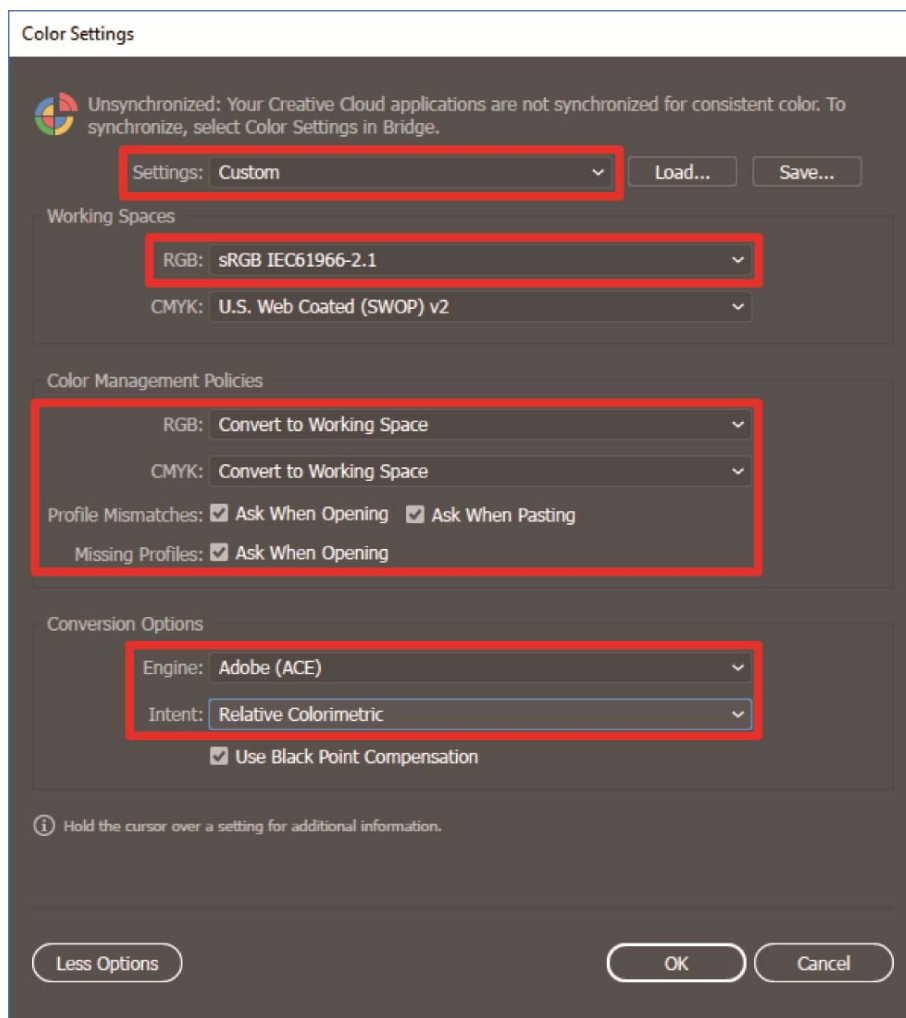 Color Settings
Unsynchronized: Your Creative Cloud applications are not synchronized for consistent color. To
synchronize, select Color Settings in Bridge.
Settings: Custom Load... Save...
Working Spaces
RGB: sRGB IEC61966-2.1
CMYK: U.S. Web Coated (SWOP) v2
Color Management Policies
RGB: Convert to Working Space
CMYK: Convert to Working Space
Profile Mismatches: Ask When Opening Ask When Pasting
Missing Profiles: Ask When Opening
Conversion Options
Engine: Adobe (ACE)
Intent: Relative Colorimetric
Use Black Point Compensation
Hold the cursor over a setting for additional information.
Less Options OK Cancel